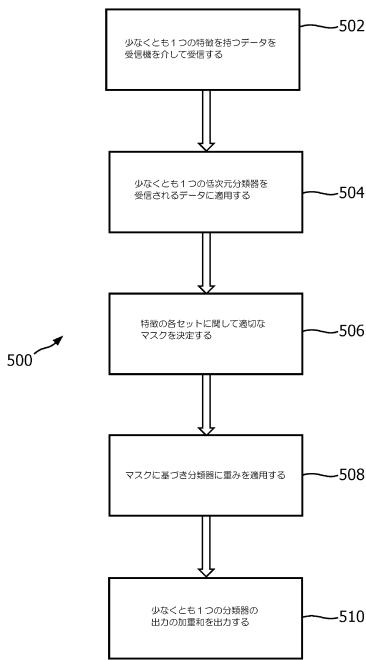 少なくとも１つの特徴を持つデータを
受信機を介して受信する
502
少なくとも１つの低次元分類器を
受信されるデータに適用する
504
特徴の各セットに関して適切な
マスクを決定する
506
500
マスクに基づき分類器に重みを適用する
508
少なくとも１つの分類器の
出力の加重和を出力する
510